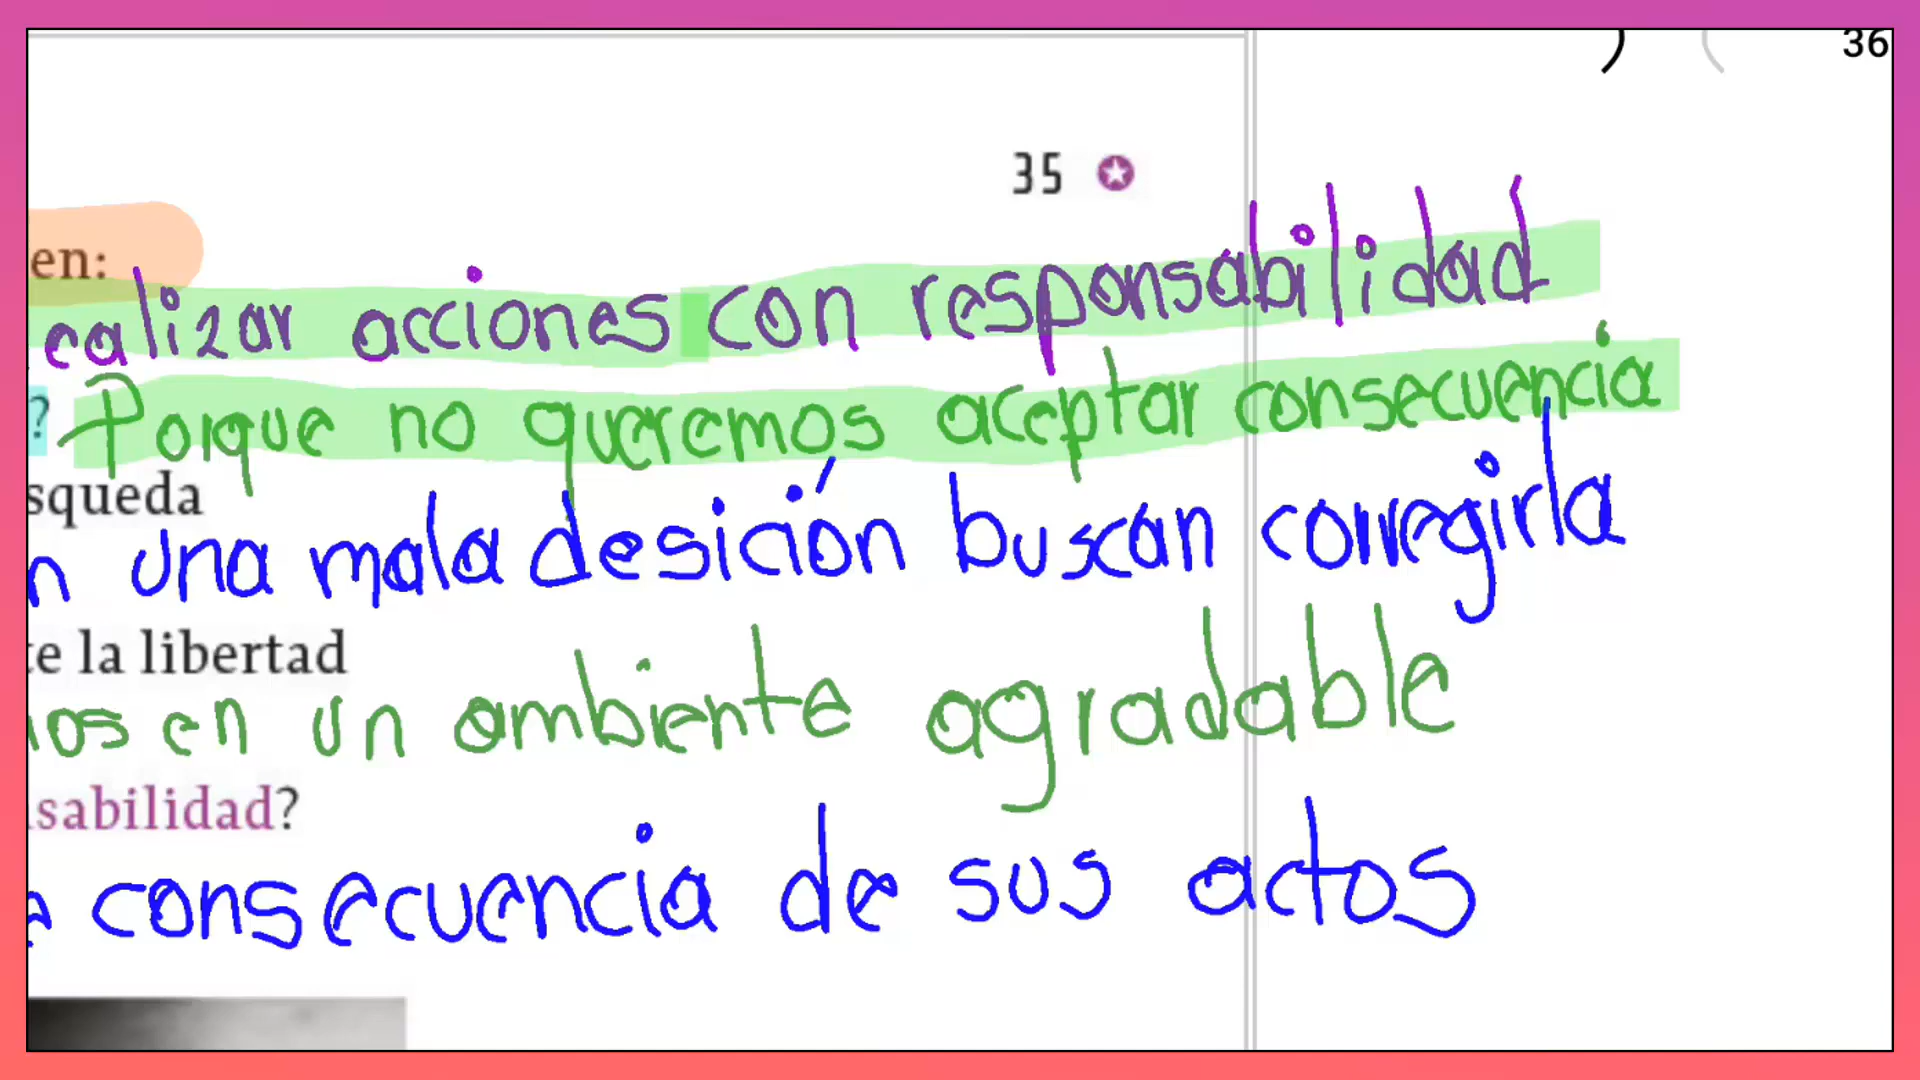 36
35
en:
ealizar acciones con responsabilidad
? Porque no queremos aceptar consecuencia
squeda
n una mala desición buscan corregirla
te la libertad
os en un ambiente agradable
sabilidad?
e consecuencia de sus actos